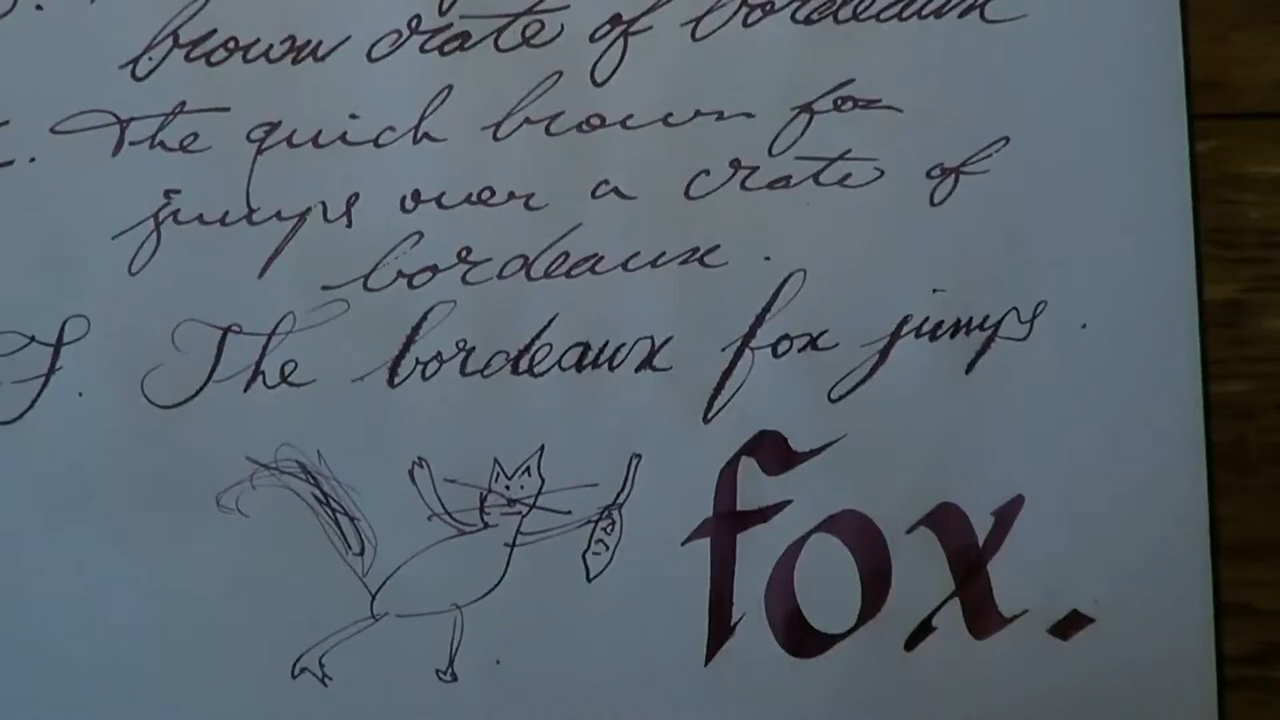 brown crate of bordeaux
The quick brown fox
jumps over a crate of
bordeaux.
F. The bordeaux fox jumps.
fox.